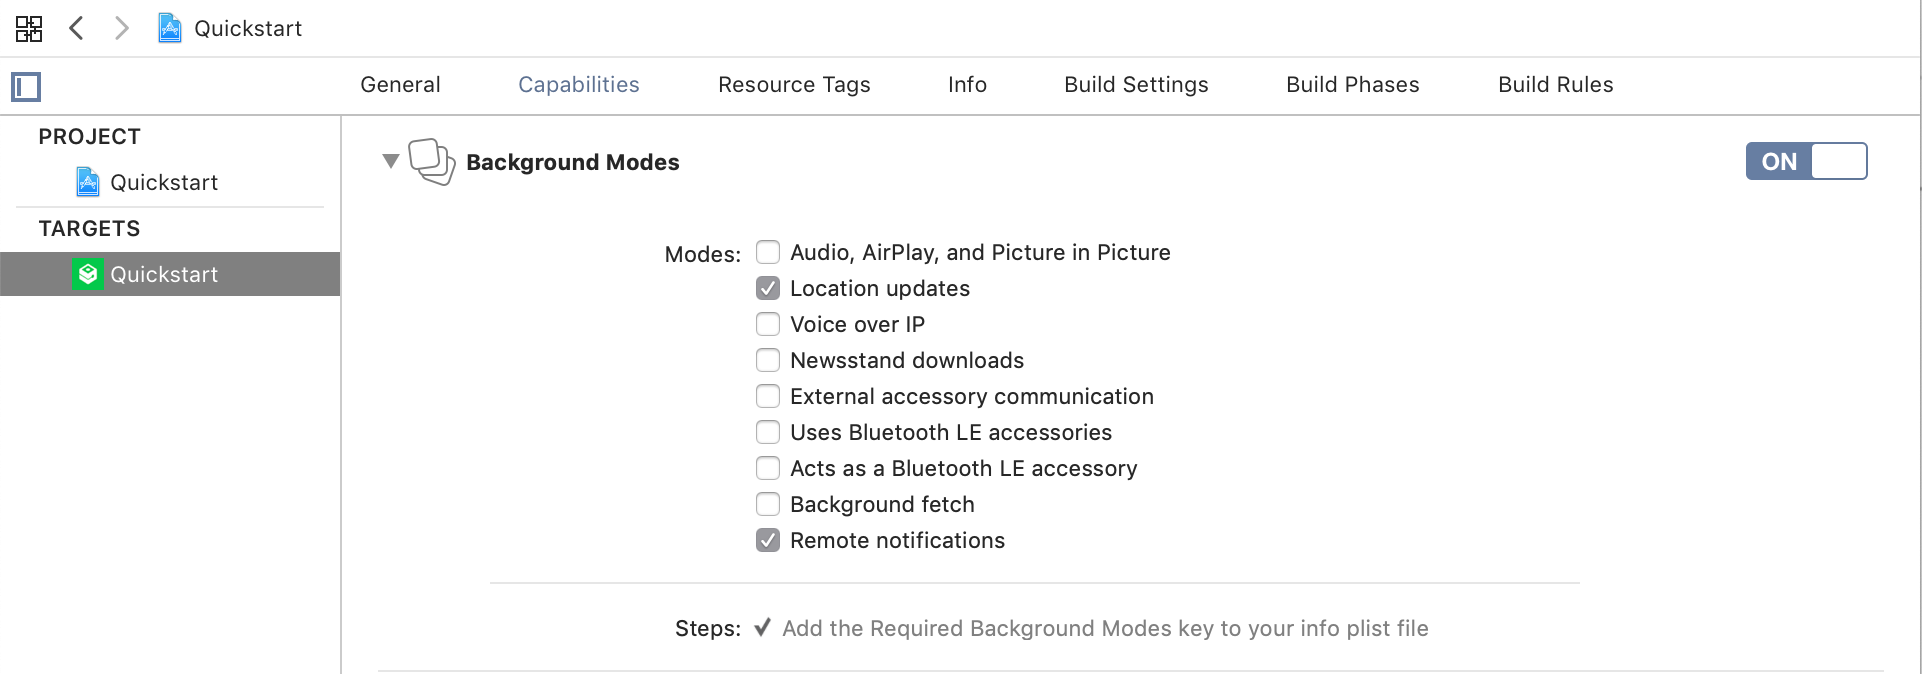 Quickstart
General Capabilities Resource Tags Info Build Settings Build Phases Build Rules
PROJECT
Quickstart
TARGETS
Quickstart
Background Modes
ON
Modes:
Audio, AirPlay, and Picture in Picture
Location updates
Voice over IP
Newsstand downloads
External accessory communication
Uses Bluetooth LE accessories
Acts as a Bluetooth LE accessory
Background fetch
Remote notifications
Steps: Add the Required Background Modes key to your info plist file